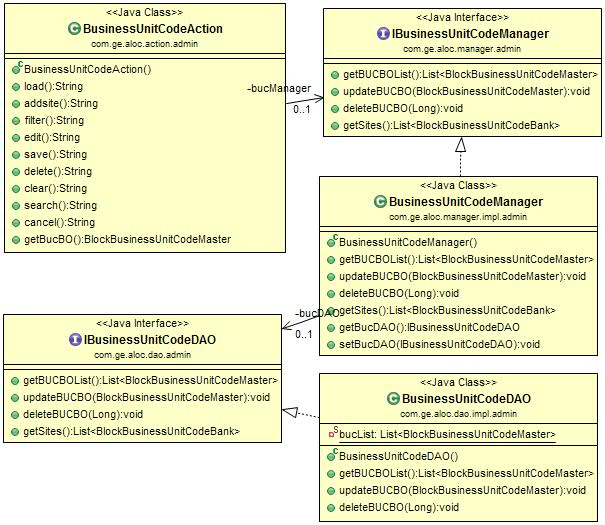 <<Java Class>>
BusinessUnitCodeAction
com.ge.aloc.action.admin
BusinessUnitCodeAction()
load():String
addsite():String
filter():String
edit():String
save():String
delete():String
clear():String
search():String
cancel():String
getBucBO():BlockBusinessUnitCodeMaster
-bucManager
0..1
<<Java Interface>>
IBusinessUnitCodeManager
com.ge.aloc.manager.admin
getBUCBOList():List<BlockBusinessUnitCodeMaster>
updateBUCBO(BlockBusinessUnitCodeMaster):void
deleteBUCBO(Long):void
getSites():List<BlockBusinessUnitCodeBank>
<<Java Class>>
BusinessUnitCodeManager
com.ge.aloc.manager.impl.admin
BusinessUnitCodeManager()
getBUCBOList():List<BlockBusinessUnitCodeMaster>
updateBUCBO(BlockBusinessUnitCodeMaster):void
deleteBUCBO(Long):void
getSites():List<BlockBusinessUnitCodeBank>
getBucDAO():IBusinessUnitCodeDAO
setBucDAO(IBusinessUnitCodeDAO):void
-bucDAO
0..1
<<Java Interface>>
IBusinessUnitCodeDAO
com.ge.aloc.dao.admin
getBUCBOList():List<BlockBusinessUnitCodeMaster>
updateBUCBO(BlockBusinessUnitCodeMaster):void
deleteBUCBO(Long):void
getSites():List<BlockBusinessUnitCodeBank>
<<Java Class>>
BusinessUnitCodeDAO
com.ge.aloc.dao.impl.admin
bucList: List<BlockBusinessUnitCodeMaster>
BusinessUnitCodeDAO()
getBUCBOList():List<BlockBusinessUnitCodeMaster>
updateBUCBO(BlockBusinessUnitCodeMaster):void
deleteBUCBO(Long):void